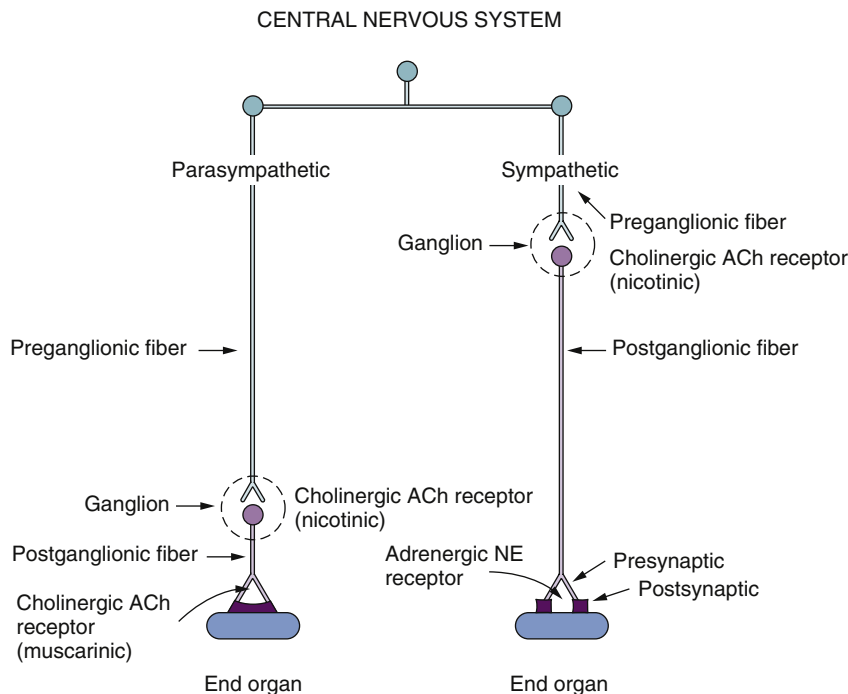 CENTRAL NERVOUS SYSTEM
Parasympathetic
Sympathetic
Preganglionic fiber
Ganglion
Cholinergic ACh receptor
(nicotinic)
Preganglionic fiber
Postganglionic fiber
Ganglion
Cholinergic ACh receptor
(nicotinic)
Postganglionic fiber
Adrenergic NE
receptor
Presynaptic
Postsynaptic
Cholinergic ACh
receptor
(muscarinic)
End organ
End organ